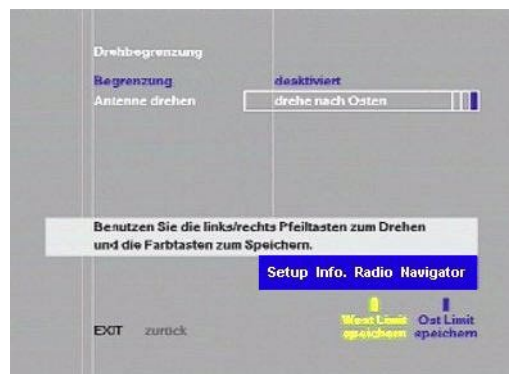 Drehbegrenzung
Begrenzung deaktiviert
Antenne drehen drehe nach Osten
Benutzen Sie die links/rechts Pfeiltasten zum Drehen
und die Farbtasten zum Speichern.
Setup Info. Radio Navigator
West Limit Ost Limit
speichern speichern
EXIT zurück